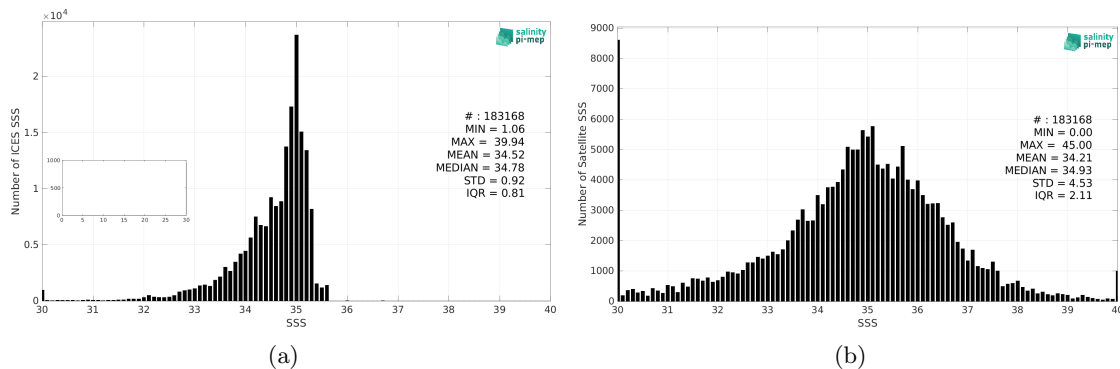 ×10⁴
Number of ICES SSS
2
1.5
1
0.5
0
salinity
pi-mep
# : 183168
MIN = 1.06
MAX = 39.94
MEAN = 34.52
MEDIAN = 34.78
STD = 0.92
IQR = 0.81
1000
500
0
0 5 10 15 20 25 30
30 31 32 33 34 35 36 37 38 39 40
SSS
(a)
Number of Satellite SSS
9000
8000
7000
6000
5000
4000
3000
2000
1000
0
salinity
pi-mep
# : 183168
MIN = 0.00
MAX = 45.00
MEAN = 34.21
MEDIAN = 34.93
STD = 4.53
IQR = 2.11
30 31 32 33 34 35 36 37 38 39 40
SSS
(b)